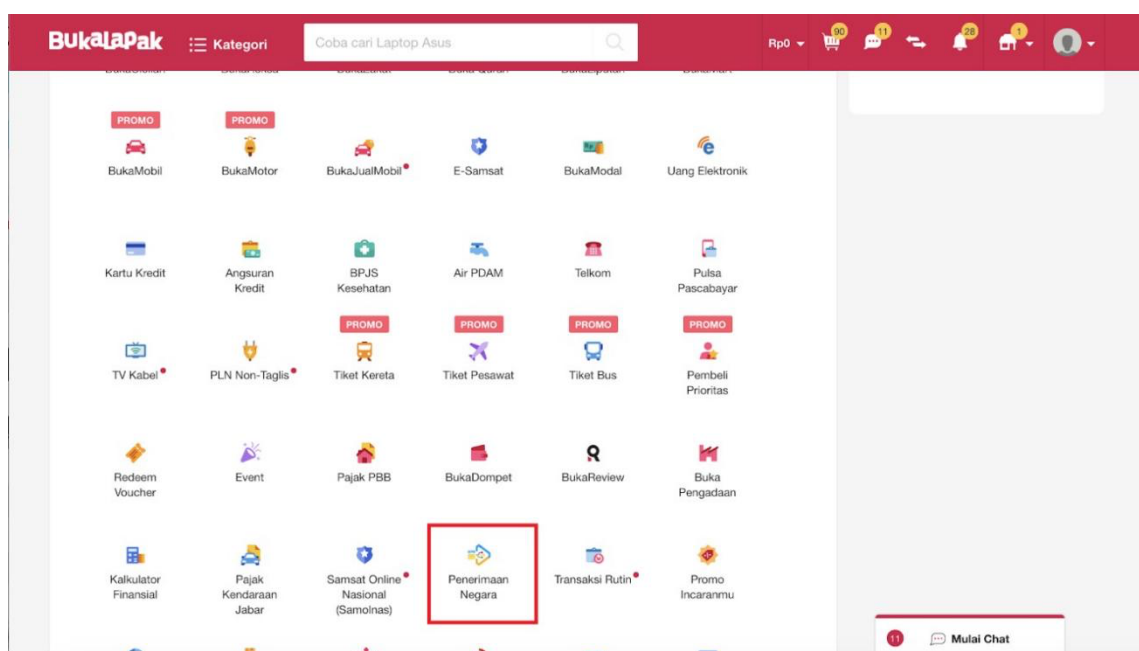 BukaLapak
Kategori
Coba cari Laptop Asus
Rp0
90
11
28
1
PROMO
PROMO
BukaMobil
BukaMotor
BukaJualMobil
E-Samsat
BukaModal
Uang Elektronik
Kartu Kredit
Angsuran
Kredit
BPJS
Kesehatan
Air PDAM
Telkom
Pulsa
Pascabayar
PROMO
PROMO
PROMO
PROMO
TV Kabel
PLN Non-Taglis
Tiket Kereta
Tiket Pesawat
Tiket Bus
Pembeli
Prioritas
Redeem
Voucher
Event
Pajak PBB
BukaDompet
BukaReview
Buka
Pengadaan
Kalkulator
Finansial
Pajak
Kendaraan
Jabar
Samsat Online
Nasional
(Samolnas)
Penerimaan
Negara
Transaksi Rutin
Promo
Incaranmu
11
Mulai Chat